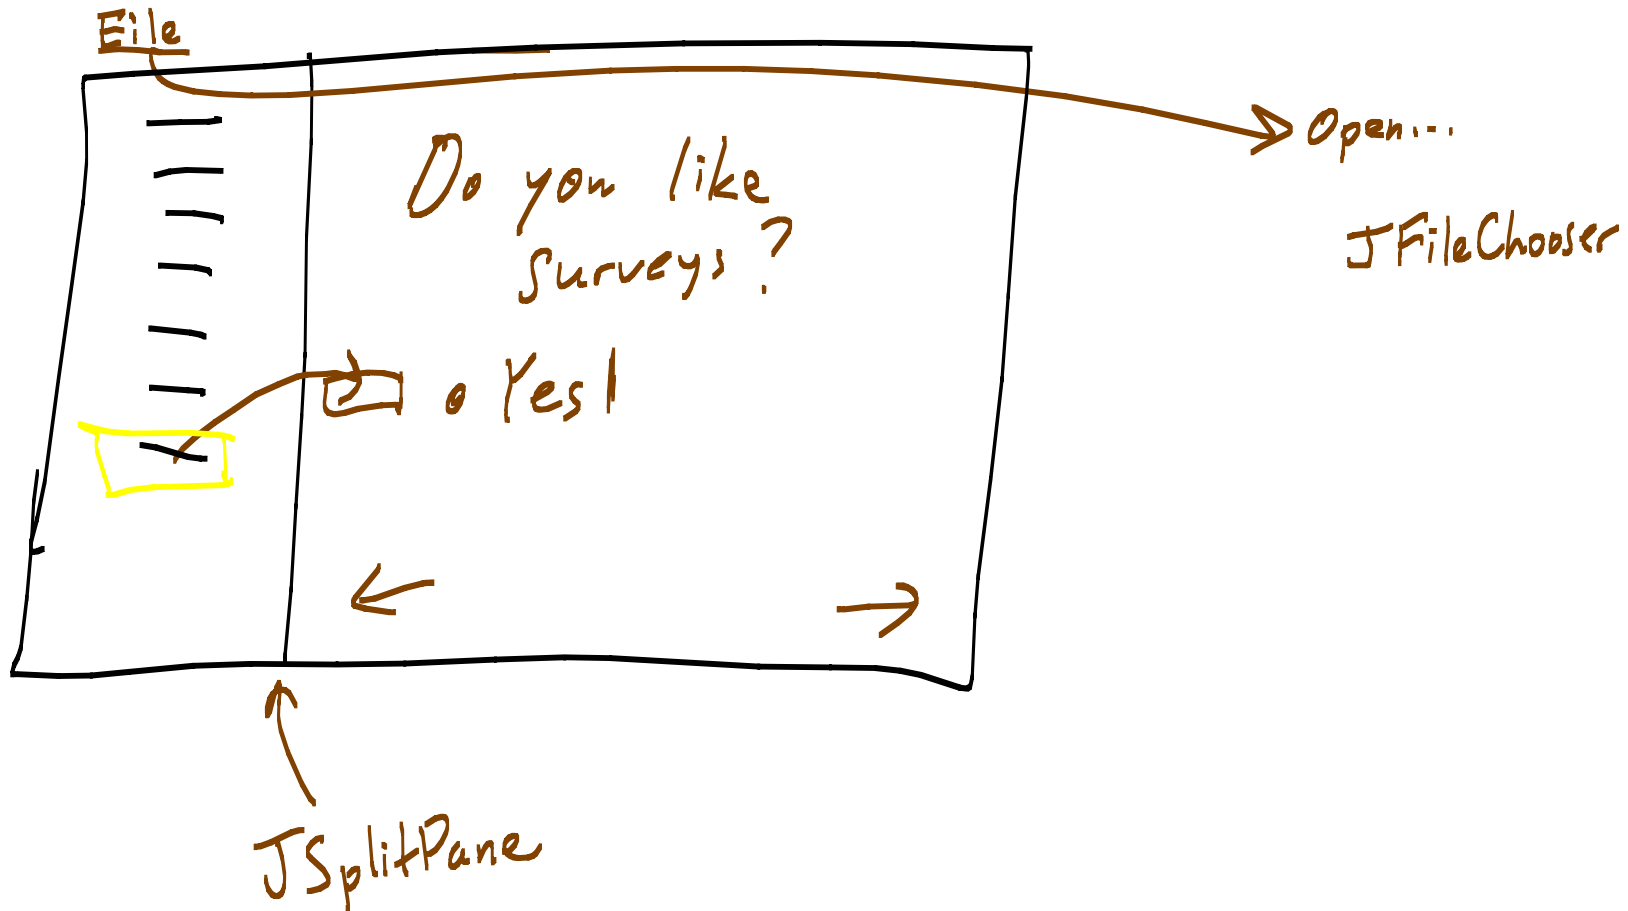 File
Open...
JFileChooser
Do you like
surveys?
Yes!
JSplitPane